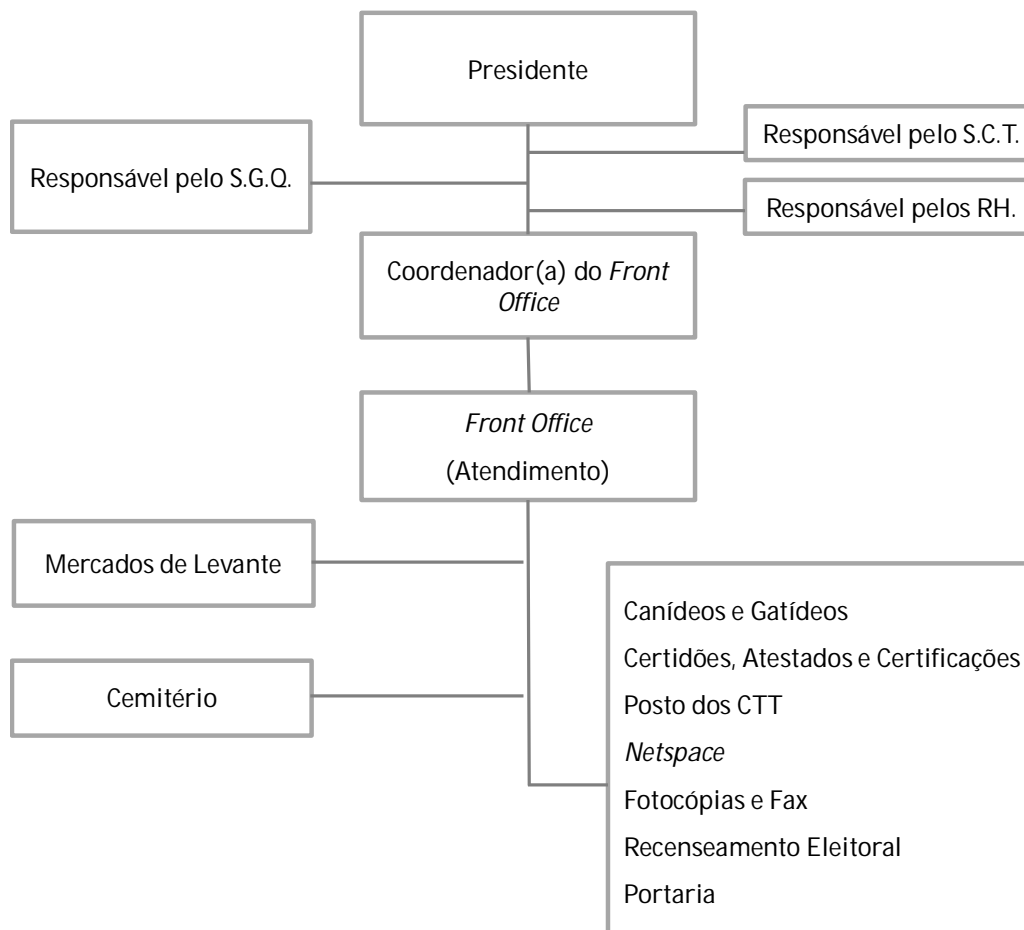 Presidente
Responsável pelo S.C.T.
Responsável pelo S.G.Q.
Responsável pelos RH.
Coordenador(a) do Front
Office
Front Office
(Atendimento)
Mercados de Levante
Canídeos e Gatídeos
Certidões, Atestados e Certificações
Cemitério
Posto dos CTT
Netspace
Fotocópias e Fax
Recenseamento Eleitoral
Portaria